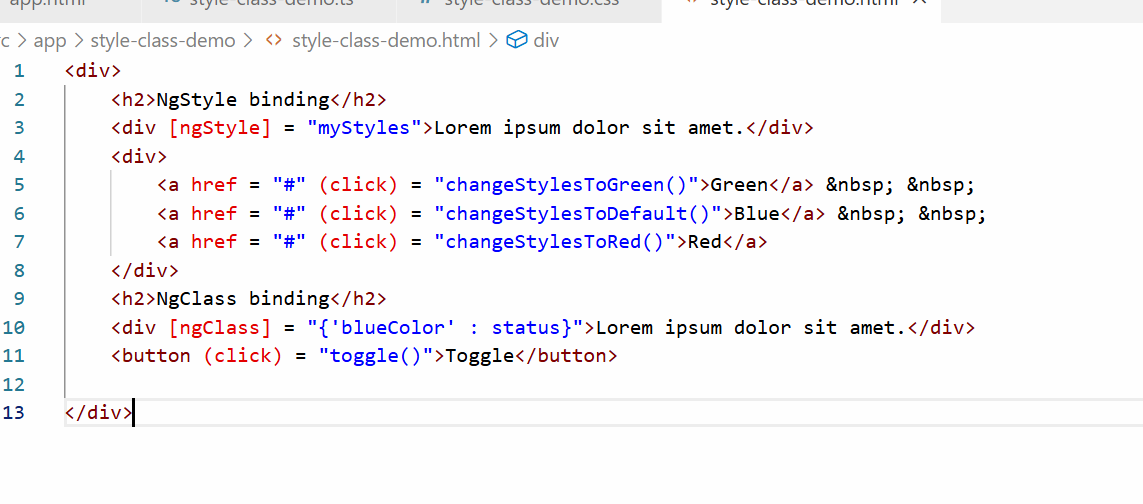 app.html style-class-demo.ts style-class-demo.css style-class-demo.html
app > style-class-demo > <> style-class-demo.html > div
1 <div>
2 <h2>NgStyle binding</h2>
3 <div [ngStyle] = "myStyles">Lorem ipsum dolor sit amet.</div>
4 <div>
5 <a href = "#" (click) = "changeStylesToGreen()">Green</a> &nbsp; &nbsp;
6 <a href = "#" (click) = "changeStylesToDefault()">Blue</a> &nbsp; &nbsp;
7 <a href = "#" (click) = "changeStylesToRed()">Red</a>
8 </div>
9 <h2>NgClass binding</h2>
10 <div [ngClass] = "{'blueColor' : status}">Lorem ipsum dolor sit amet.</div>
11 <button (click) = "toggle()">Toggle</button>
12
13 </div>